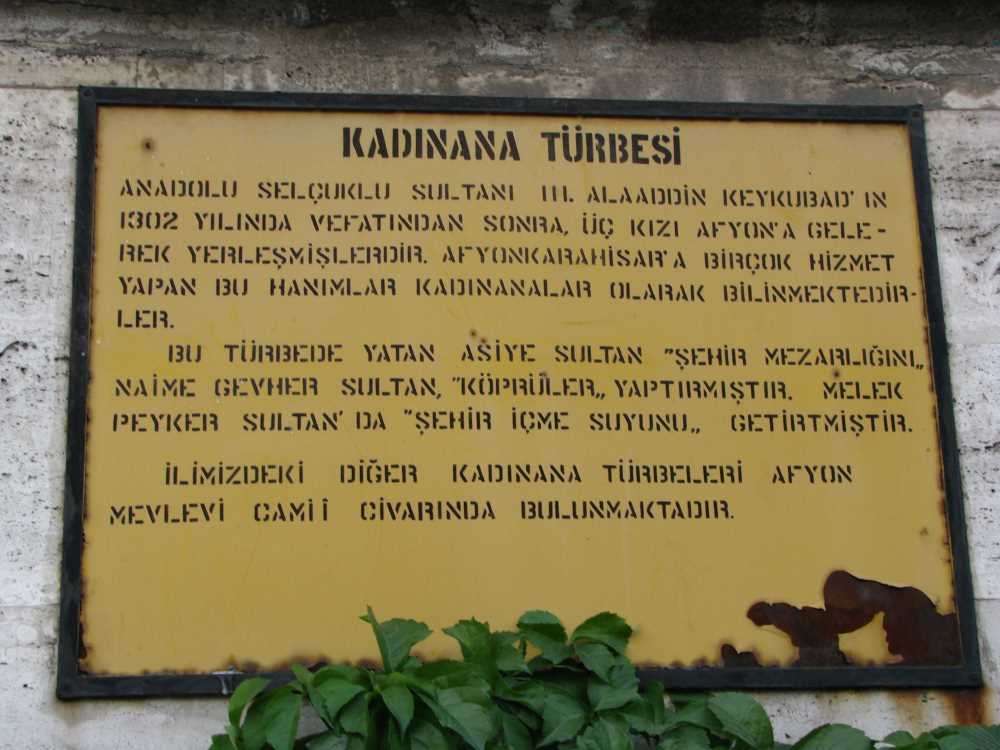 KADINANA TÜRBESİ
ANADOLU SELÇUKLU SULTANI III. ALAADDİN KEYKUBAD'IN
1302 YILINDA VEFATINDAN SONRA, ÜÇ KIZI AFYON'A GELE-
REK YERLEŞMİŞLERDİR. AFYONKARAHİSAR'A BİRÇOK HİZMET
YAPAN BU HANIMLAR KADINANALAR OLARAK BİLİNMEKTEDİR-
LER.
BU TÜRBEDE YATAN ASİYE SULTAN "ŞEHİR MEZARLIĞINI„
NAİME GEVHER SULTAN, "KÖPRÜLER„ YAPTIRMIŞTIR. MELEK
PEYKER SULTAN'DA "ŞEHİR İÇME SUYUNU„ GETİRTMİŞTİR.
İLİMİZDEKİ DİĞER KADINANA TÜRBELERİ AFYON
MEVLEVİ CAMİİ CİVARINDA BULUNMAKTADIR.